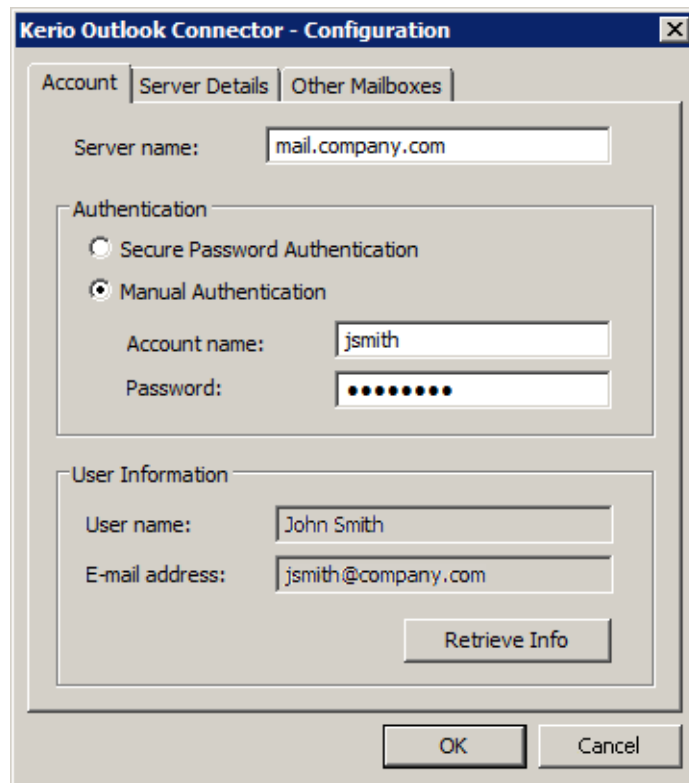 Kerio Outlook Connector - Configuration
Account Server Details Other Mailboxes
Server name: mail.company.com
Authentication
Secure Password Authentication
Manual Authentication
Account name: jsmith
Password: ●●●●●●●●
User Information
User name: John Smith
E-mail address: jsmith@company.com
Retrieve Info
OK Cancel